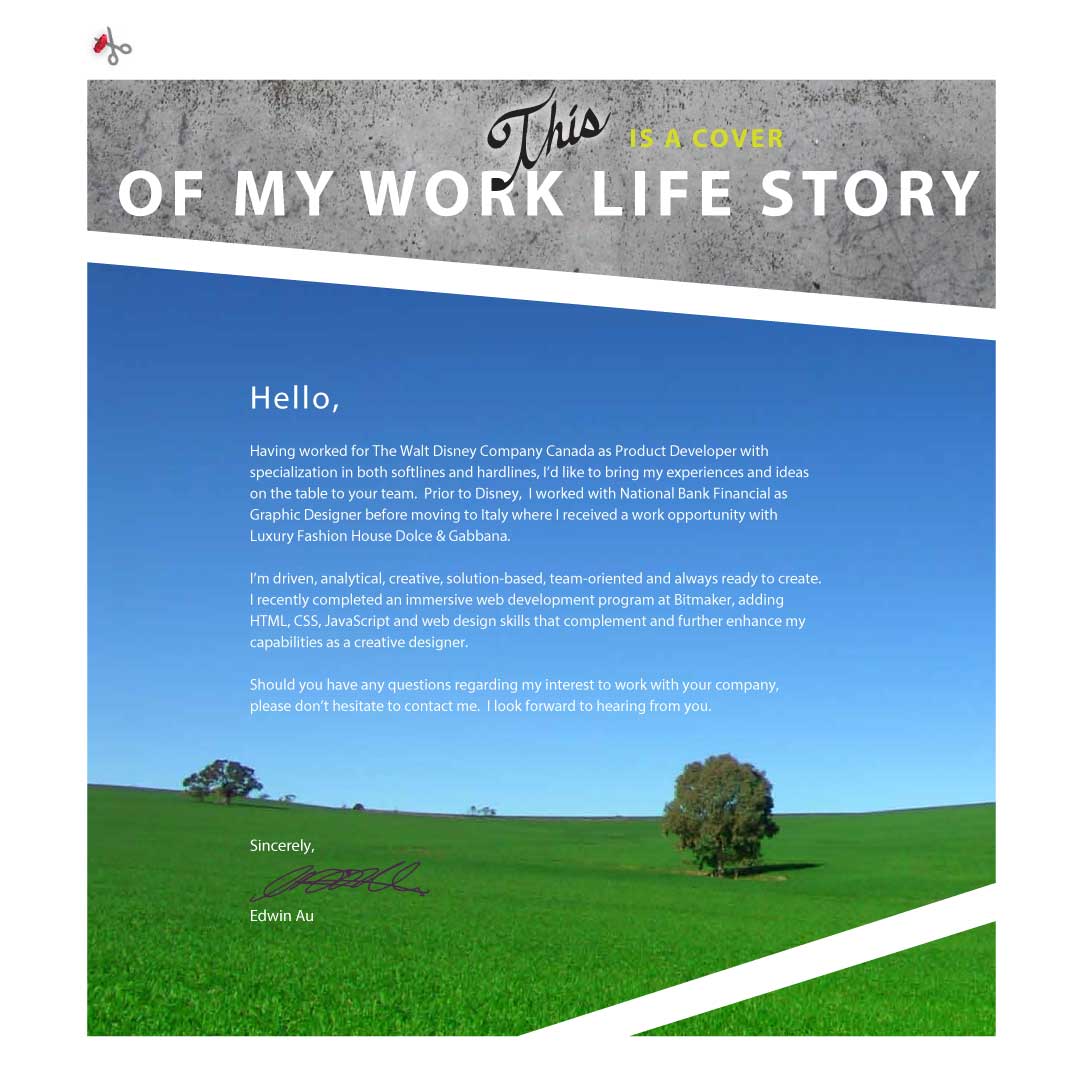 This IS A COVER
OF MY WORK LIFE STORY
Hello,
Having worked for The Walt Disney Company Canada as Product Developer with
specialization in both softlines and hardlines, I’d like to bring my experiences and ideas
on the table to your team.  Prior to Disney,  I worked with National Bank Financial as
Graphic Designer before moving to Italy where I received a work opportunity with
Luxury Fashion House Dolce & Gabbana.
I’m driven, analytical, creative, solution-based, team-oriented and always ready to create.
I recently completed an immersive web development program at Bitmaker, adding
HTML, CSS, JavaScript and web design skills that complement and further enhance my
capabilities as a creative designer.
Should you have any questions regarding my interest to work with your company,
please don’t hesitate to contact me.  I look forward to hearing from you.
Sincerely,
Edwin Au